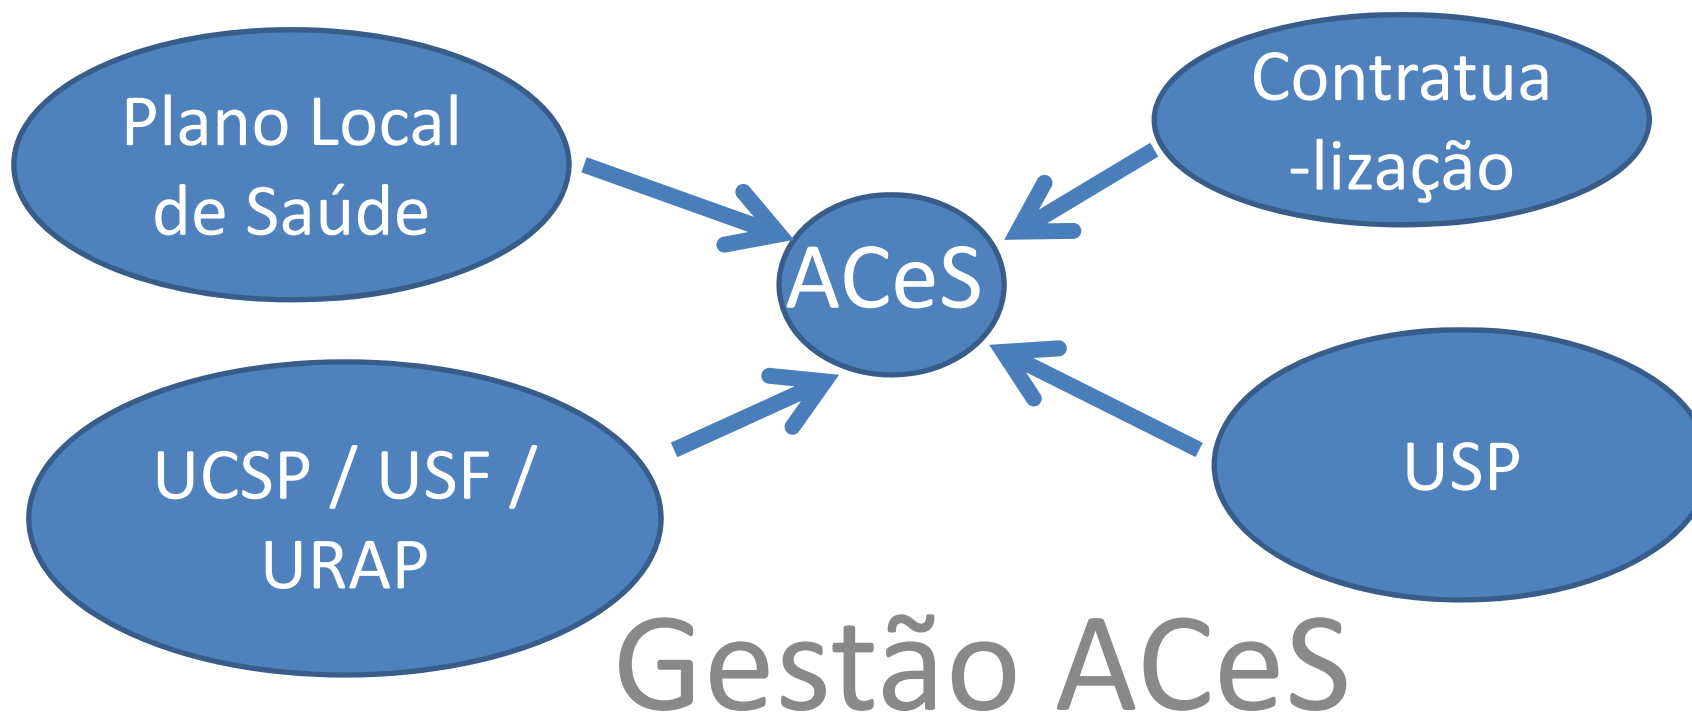 Plano Local
de Saúde
Contratua
-lização
ACeS
UCSP / USF /
URAP
USP
Gestão ACeS